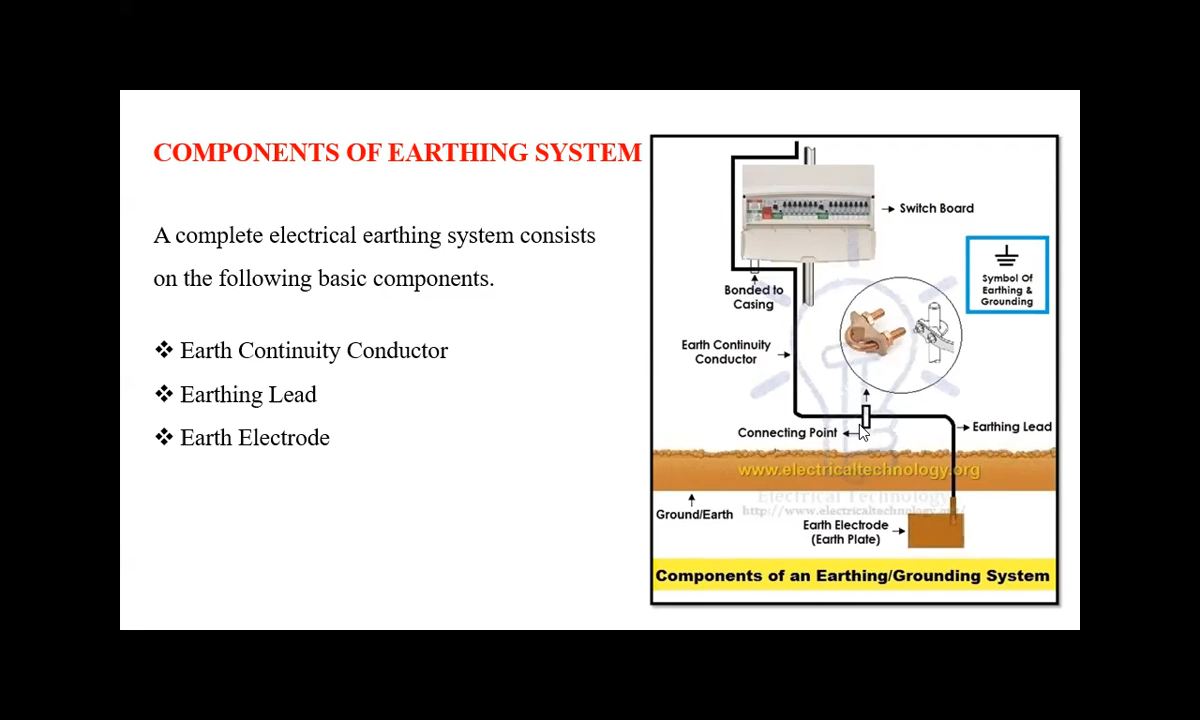 COMPONENTS OF EARTHING SYSTEM
A complete electrical earthing system consists
on the following basic components.
❖ Earth Continuity Conductor
❖ Earthing Lead
❖ Earth Electrode
Switch Board
Symbol Of
Earthing &
Grounding
Bonded to
Casing
Earth Continuity
Conductor
Connecting Point
Earthing Lead
www.electricaltechnology.org
Electrical Technology
http://www.electricaltechnology.org/
Ground/Earth
Earth Electrode
(Earth Plate)
Components of an Earthing/Grounding System